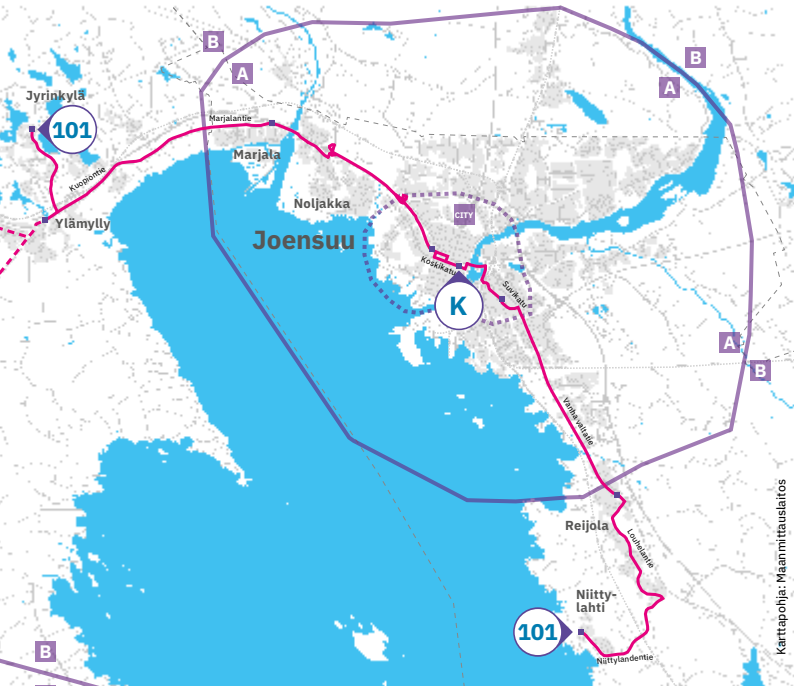 B
B
A
A
Jyrinkylä
101
Marjalantie
Marjala
Kuopiontie
Noljakka
CITY
Ylämylly
Joensuu
Koskikatu
Suvikatu
K
A
B
Vanha valtatie
Reijola
Louhelantie
Niitty-
lahti
101
Niittylahdentie
B
Karttapohja: Maanmittauslaitos